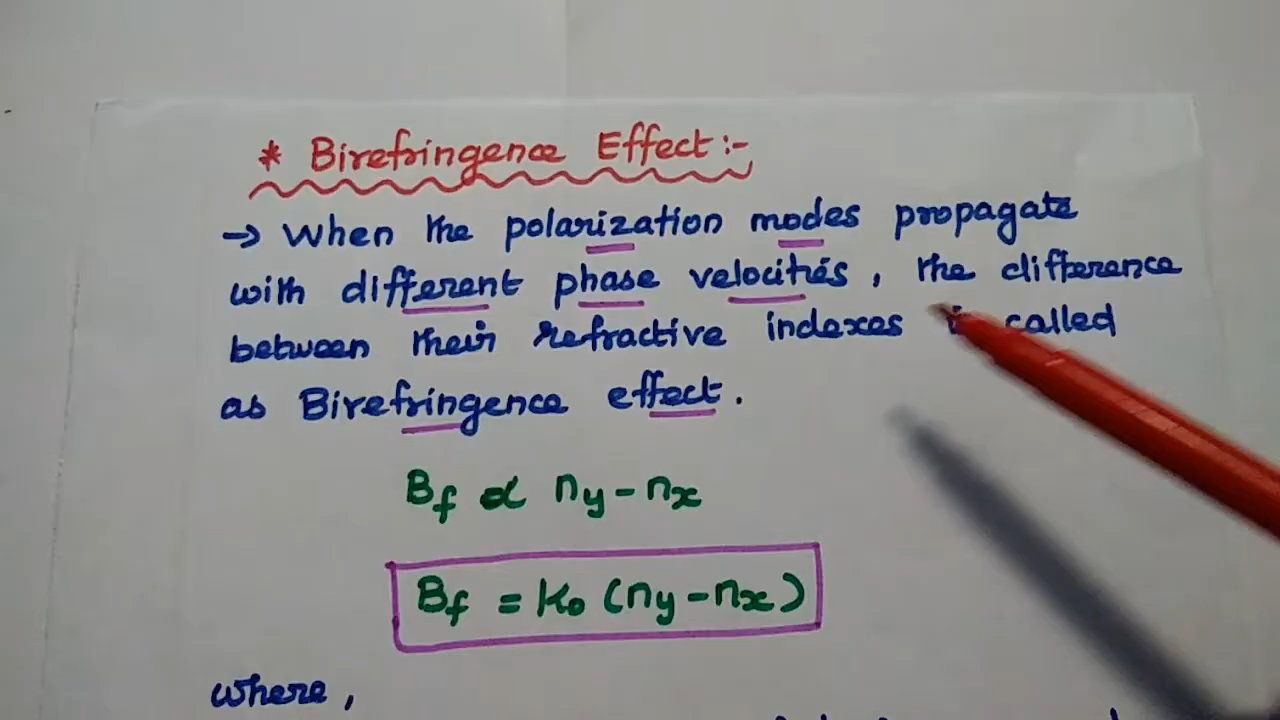 * Birefringence Effect:-
→ When the polarization modes propagate
with different phase velocities, the difference
between their refractive indexes is called
as Birefringence effect.
Bf ∝ ny - nx
Bf = K0 (ny - nx)
where,